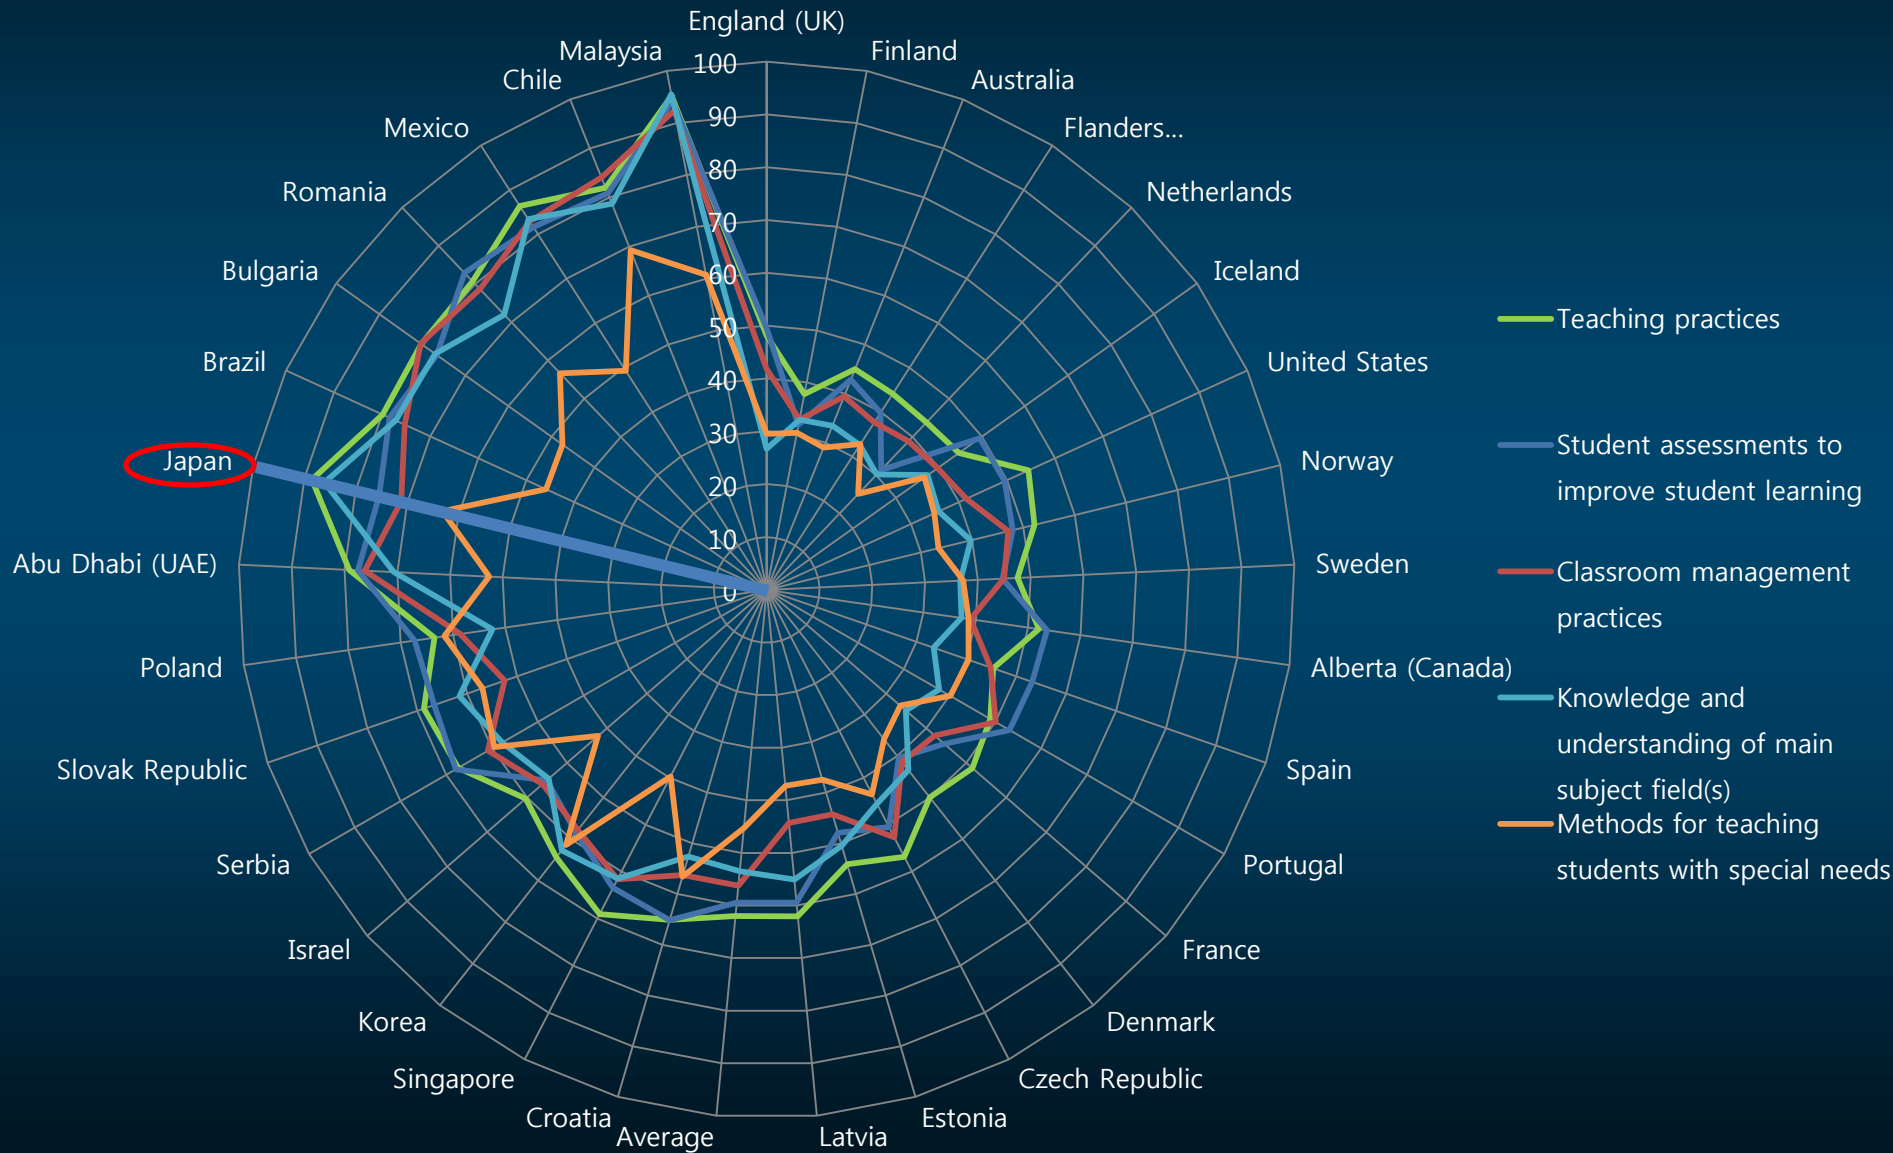 England (UK)
Finland
Australia
Flanders...
Netherlands
Iceland
United States
Norway
Sweden
Alberta (Canada)
Spain
Portugal
France
Denmark
Czech Republic
Estonia
Latvia
Average
Croatia
Singapore
Korea
Israel
Serbia
Slovak Republic
Poland
Abu Dhabi (UAE)
Japan
Brazil
Bulgaria
Romania
Mexico
Chile
Malaysia
100
90
80
70
60
50
40
30
20
10
0
Teaching practices
Student assessments to
improve student learning
Classroom management
practices
Knowledge and
understanding of main
subject field(s)
Methods for teaching
students with special needs